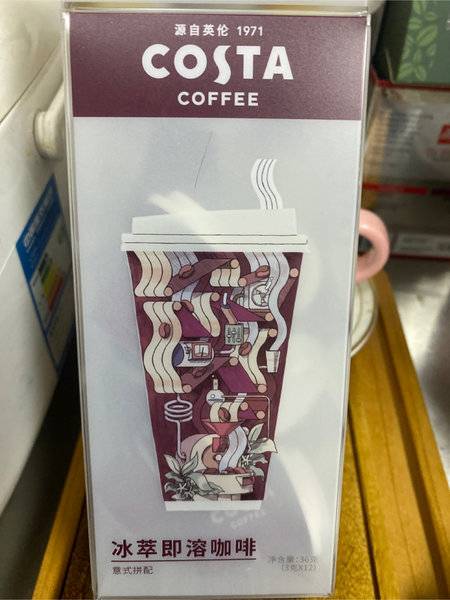 源自英伦 1971
COSTA
COFFEE
冰萃即溶咖啡
意式拼配
净含量:36克
(3克X12)